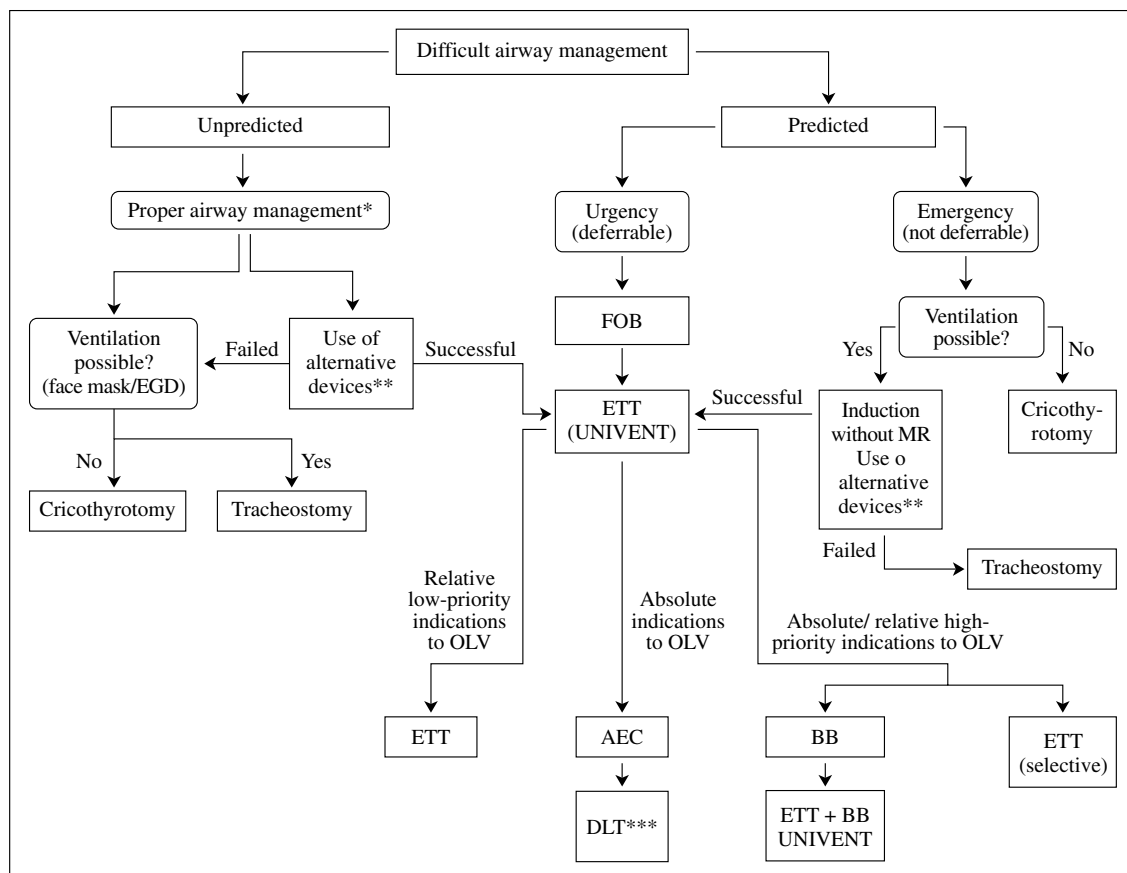 Difficult airway management
Unpredicted
Predicted
Proper airway management*
Urgency
(deferrable)
Emergency
(not deferrable)
Ventilation
possible?
(face mask/EGD)
Failed
Use of
alternative
devices**
Successful
FOB
Ventilation
possible?
Yes
No
ETT
(UNIVENT)
Successful
Induction
without MR
Use o
alternative
devices**
Cricothy-
rotomy
No
Yes
Cricothyrotomy
Tracheostomy
Failed
Tracheostomy
Relative
low-priority
indications
to OLV
Absolute
indications
to OLV
Absolute/ relative high-
priority indications to OLV
ETT
AEC
BB
ETT
(selective)
DLT***
ETT + BB
UNIVENT